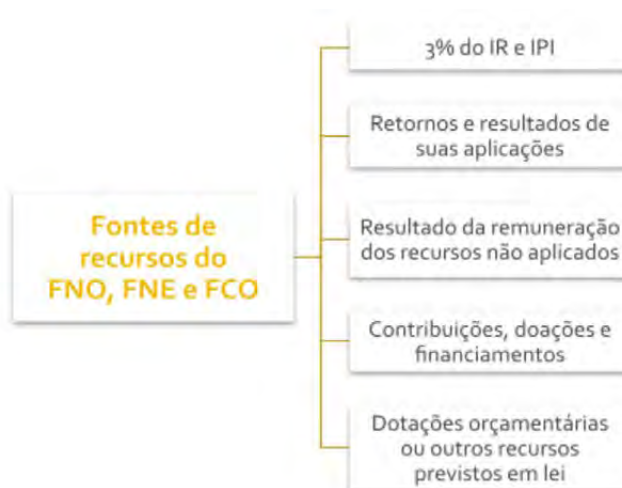 Fontes de
recursos do
FNO, FNE e FCO
3% do IR e IPI
Retornos e resultados de
suas aplicações
Resultado da remuneração
dos recursos não aplicados
Contribuições, doações e
financiamentos
Dotações orçamentárias
ou outros recursos
previstos em lei